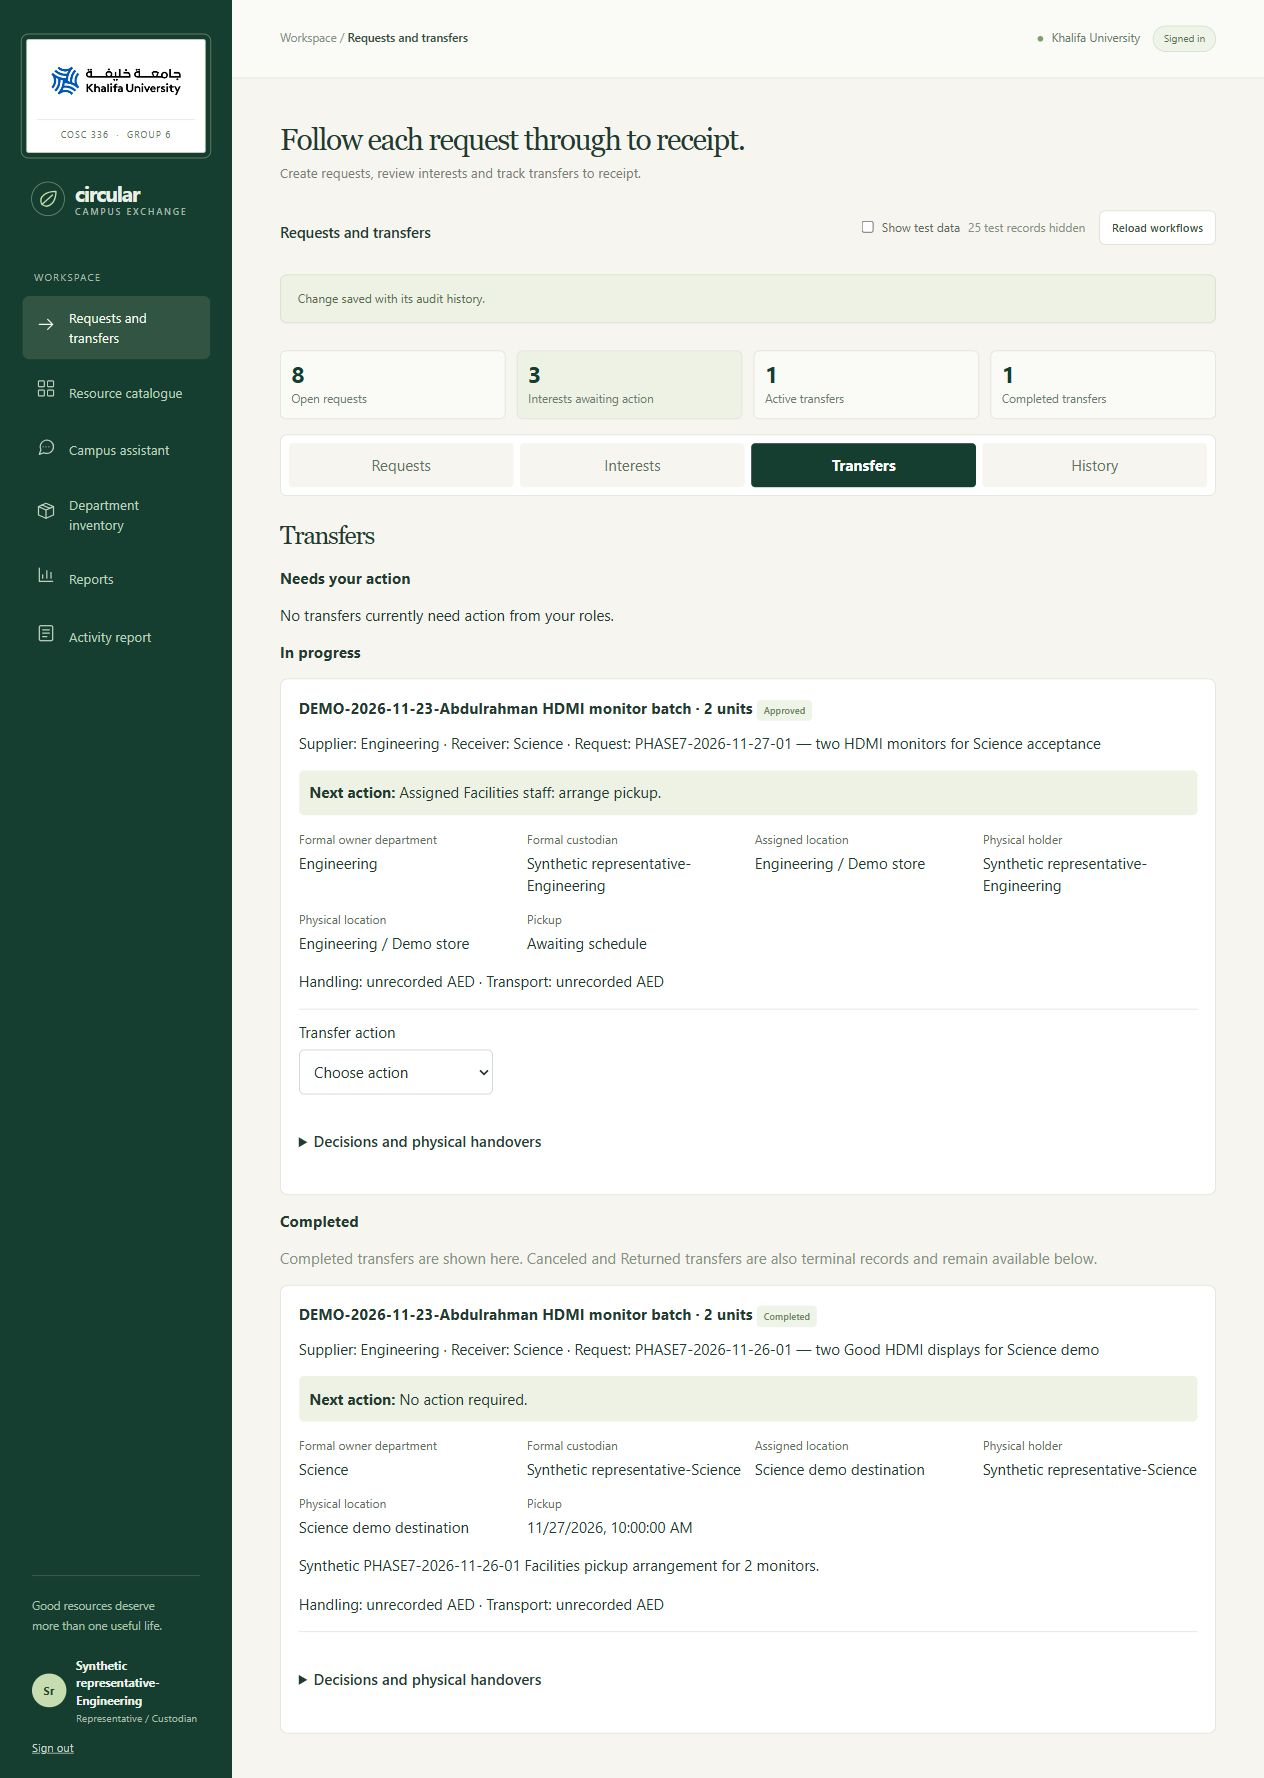 جامعــة خليفــة
Khalifa University
COSC 336 · GROUP 6
circular
CAMPUS EXCHANGE
WORKSPACE
Requests and
transfers
Resource catalogue
Campus assistant
Department
inventory
Reports
Activity report
Good resources deserve
more than one useful life.
Sr
Synthetic
representative-
Engineering
Representative / Custodian
Sign out
Workspace / Requests and transfers
Khalifa University
Signed in
Follow each request through to receipt.
Create requests, review interests and track transfers to receipt.
Requests and transfers
Show test data 25 test records hidden
Reload workflows
Change saved with its audit history.
8
Open requests
3
Interests awaiting action
1
Active transfers
1
Completed transfers
Requests
Interests
Transfers
History
Transfers
Needs your action
No transfers currently need action from your roles.
In progress
DEMO-2026-11-23-Abdulrahman HDMI monitor batch · 2 units Approved
Supplier: Engineering · Receiver: Science · Request: PHASE7-2026-11-27-01 — two HDMI monitors for Science acceptance
Next action: Assigned Facilities staff: arrange pickup.
Formal owner department
Engineering
Formal custodian
Synthetic representative-
Engineering
Assigned location
Engineering / Demo store
Physical holder
Synthetic representative-
Engineering
Physical location
Engineering / Demo store
Pickup
Awaiting schedule
Handling: unrecorded AED · Transport: unrecorded AED
Transfer action
Choose action
Decisions and physical handovers
Completed
Completed transfers are shown here. Canceled and Returned transfers are also terminal records and remain available below.
DEMO-2026-11-23-Abdulrahman HDMI monitor batch · 2 units Completed
Supplier: Engineering · Receiver: Science · Request: PHASE7-2026-11-26-01 — two Good HDMI displays for Science demo
Next action: No action required.
Formal owner department
Science
Formal custodian
Synthetic representative-Science
Assigned location
Science demo destination
Physical holder
Synthetic representative-Science
Physical location
Science demo destination
Pickup
11/27/2026, 10:00:00 AM
Synthetic PHASE7-2026-11-26-01 Facilities pickup arrangement for 2 monitors.
Handling: unrecorded AED · Transport: unrecorded AED
Decisions and physical handovers